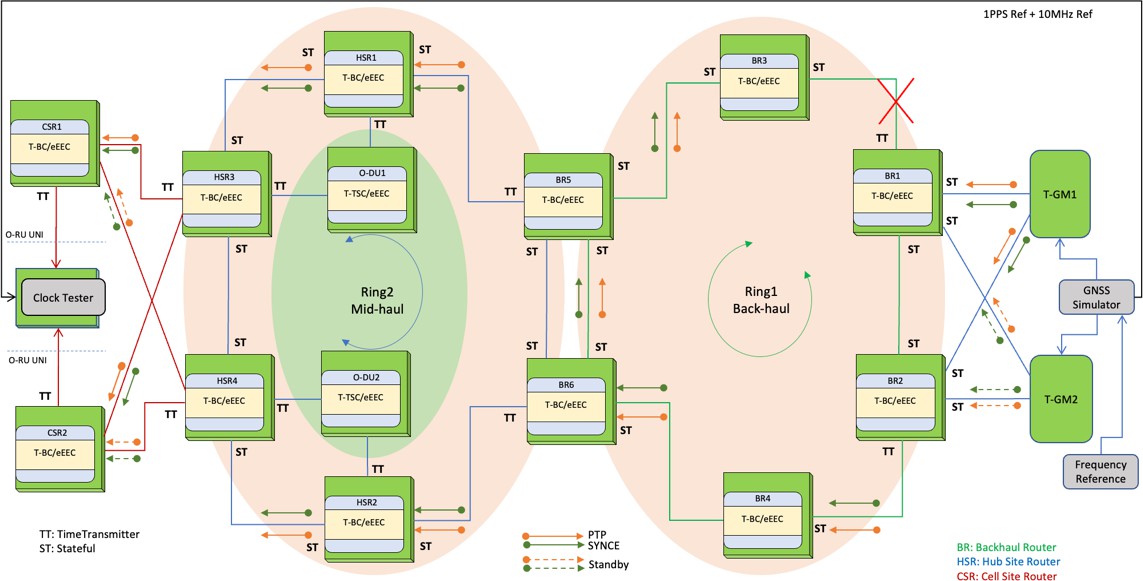 1PPS Ref + 10MHz Ref
ST
HSR1
T-BC/eEEC
ST
TT
ST
BR3
T-BC/eEEC
ST
TT
CSR1
T-BC/eEEC
TT
ST
HSR3
T-BC/eEEC
TT
TT
ST
O-DU1
T-TSC/eEEC
BR5
T-BC/eEEC
TT
ST
ST
ST
BR1
T-BC/eEEC
ST
ST
ST
T-GM1
O-RU UNI
Clock Tester
O-RU UNI
Ring2
Mid-haul
Ring1
Back-haul
GNSS
Simulator
ST
HSR4
T-BC/eEEC
TT
TT
ST
O-DU2
T-TSC/eEEC
TT
ST
ST
BR6
T-BC/eEEC
TT
ST
ST
BR2
T-BC/eEEC
ST
ST
TT
T-GM2
TT
CSR2
T-BC/eEEC
Frequency
Reference
HSR2
T-BC/eEEC
ST
ST
BR4
T-BC/eEEC
ST
TT: TimeTransmitter
ST: Stateful
PTP
SYNCE
Standby
BR: Backhaul Router
HSR: Hub Site Router
CSR: Cell Site Router